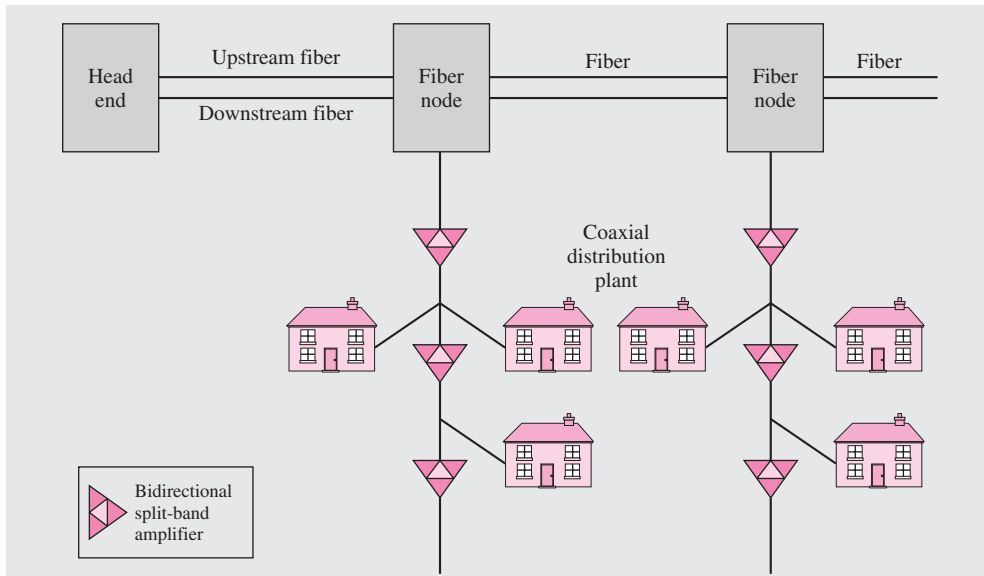 Head
end
Upstream fiber
Downstream fiber
Fiber
node
Fiber
Fiber
node
Fiber
Coaxial
distribution
plant
Bidirectional
split-band
amplifier